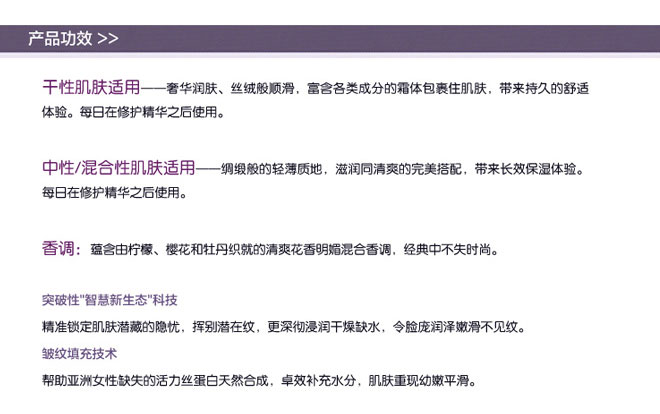 产品功效 >>
干性肌肤适用——奢华润肤、丝绒般顺滑，富含各类成分的霜体包裹住肌肤，带来持久的舒适
体验。每日在修护精华之后使用。
中性/混合性肌肤适用——绸缎般的轻薄质地，滋润同清爽的完美搭配，带来长效保湿体验。
每日在修护精华之后使用。
香调：蕴含由柠檬、樱花和牡丹织就的清爽花香明媚混合香调，经典中不失时尚。
突破性"智慧新生态"科技
精准锁定肌肤潜藏的隐忧，挥别潜在纹，更深彻浸润干燥缺水，令脸庞润泽嫩滑不见纹。
皱纹填充技术
帮助亚洲女性缺失的活力丝蛋白天然合成，卓效补充水分，肌肤重现幼嫩平滑。